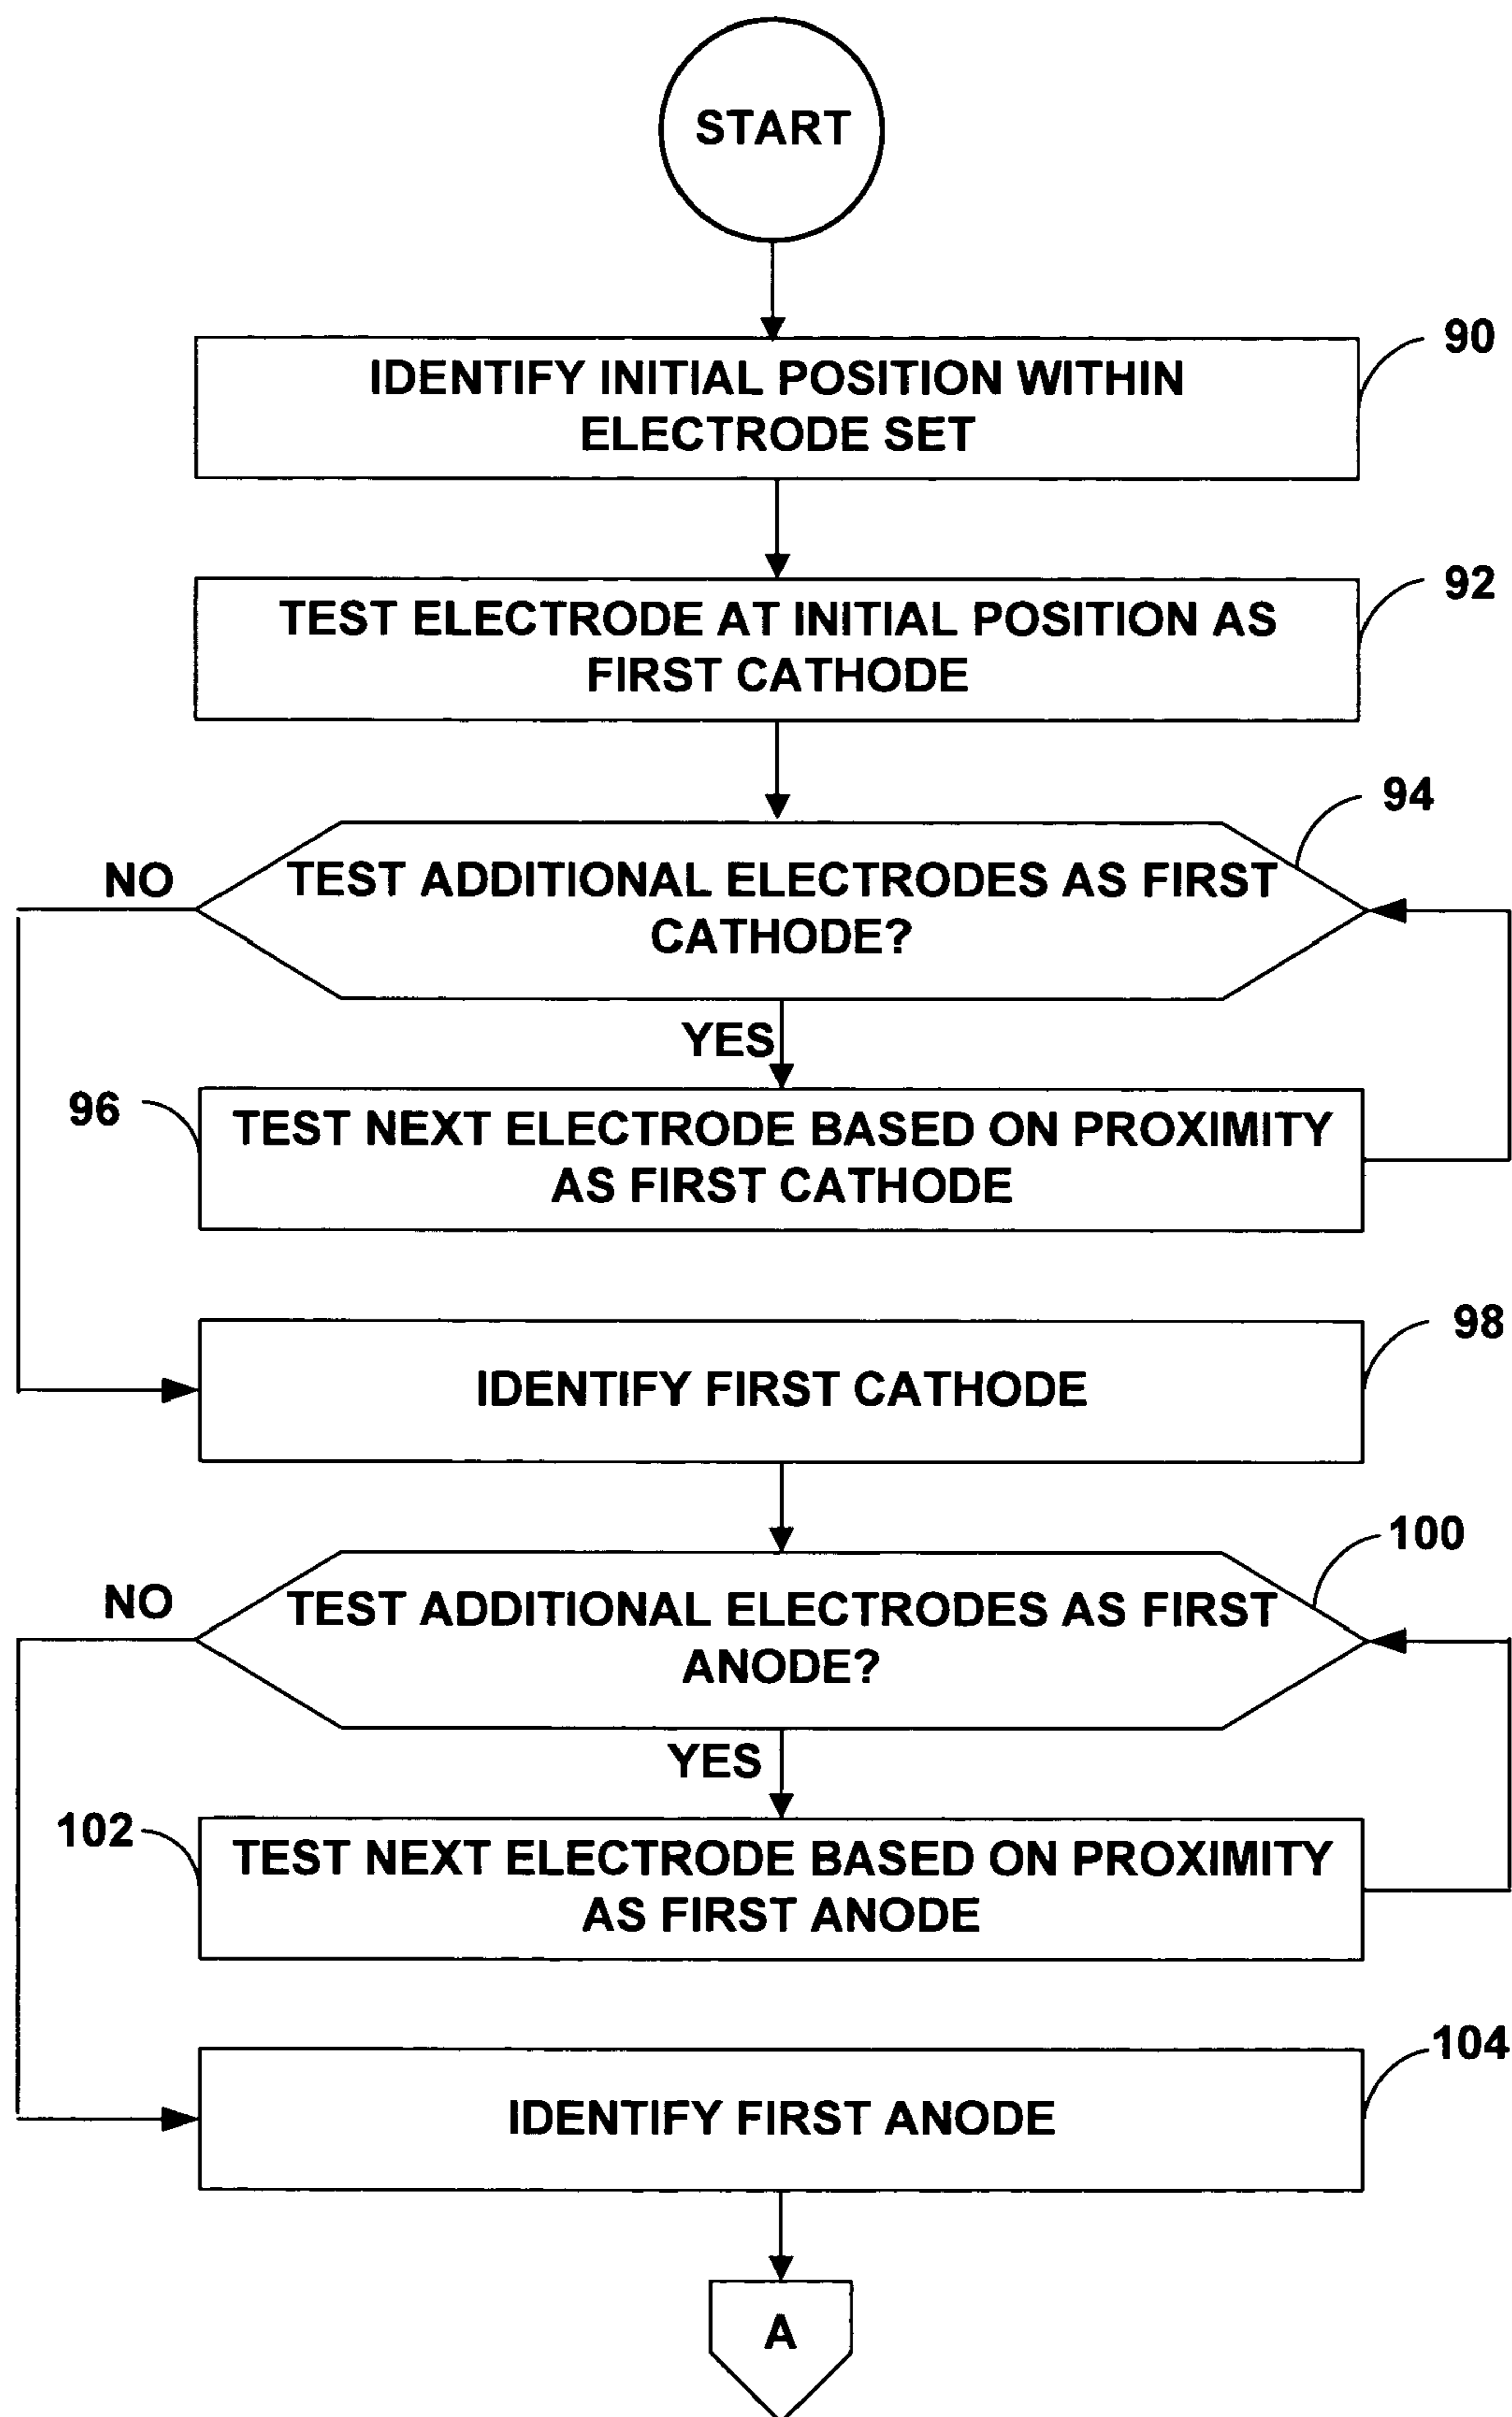 START
90
IDENTIFY INITIAL POSITION WITHIN
ELECTRODE SET
92
TEST ELECTRODE AT INITIAL POSITION AS
FIRST CATHODE
94
NO
TEST ADDITIONAL ELECTRODES AS FIRST
CATHODE?
YES
96
TEST NEXT ELECTRODE BASED ON PROXIMITY
AS FIRST CATHODE
98
IDENTIFY FIRST CATHODE
100
NO
TEST ADDITIONAL ELECTRODES AS FIRST
ANODE?
YES
102
TEST NEXT ELECTRODE BASED ON PROXIMITY
AS FIRST ANODE
104
IDENTIFY FIRST ANODE
A